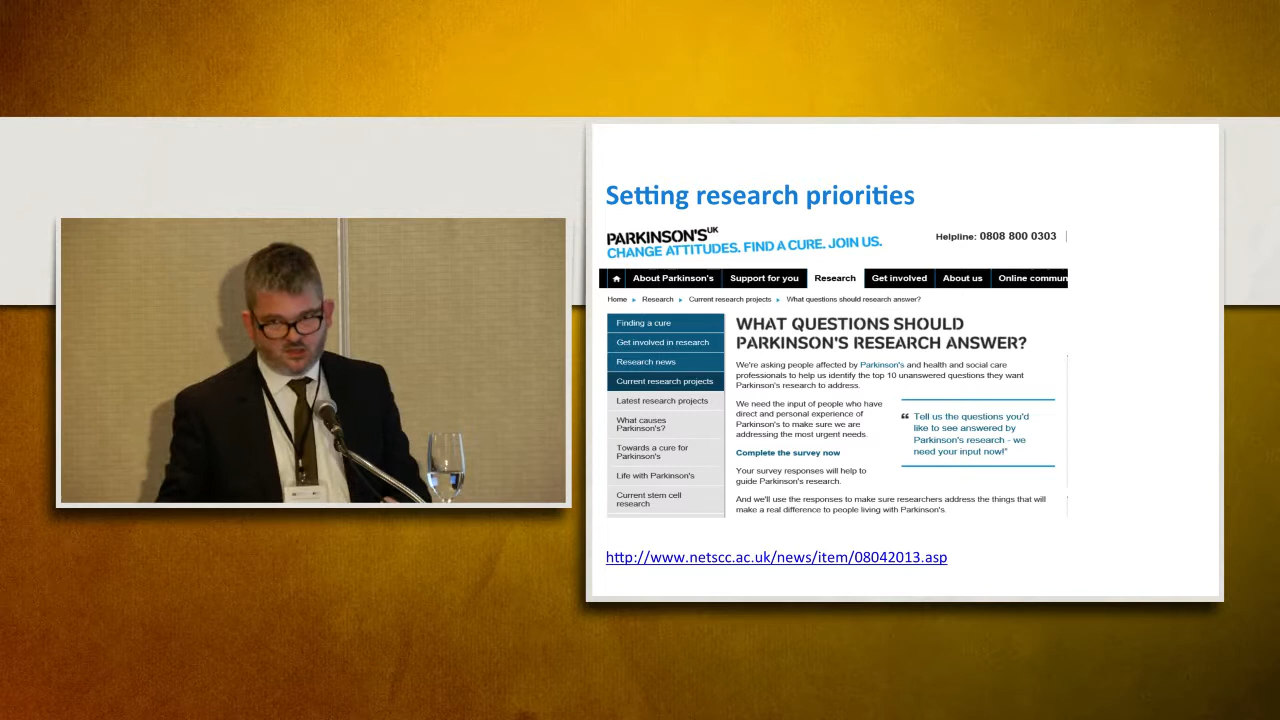 Setting research priorities
PARKINSON'S UK
CHANGE ATTITUDES. FIND A CURE. JOIN US.
Helpline: 0808 800 0303
About Parkinson's Support for you Research Get involved About us Online commun
Home Research Current research projects What questions should research answer?
Finding a cure
Get involved in research
Research news
Current research projects
Latest research projects
What causes
Parkinson's?
Towards a cure for
Parkinson's
Life with Parkinson's
Current stem cell
research
WHAT QUESTIONS SHOULD
PARKINSON'S RESEARCH ANSWER?
We're asking people affected by Parkinson's and health and social care
professionals to help us identify the top 10 unanswered questions they want
Parkinson's research to address.
We need the input of people who have
direct and personal experience of
Parkinson's to make sure we are
addressing the most urgent needs.
Complete the survey now
Your survey responses will help to
guide Parkinson's research.
“ Tell us the questions you'd
like to see answered by
Parkinson's research - we
need your input now!"
And we'll use the responses to make sure researchers address the things that will
make a real difference to people living with Parkinson's.
http://www.netscc.ac.uk/news/item/08042013.asp